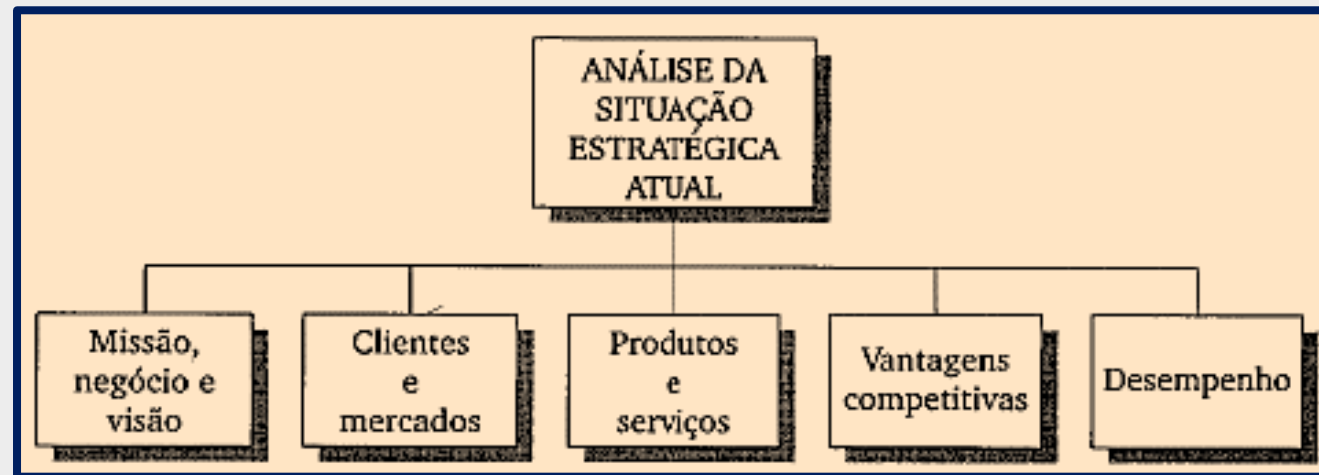 ANÁLISE DA
SITUAÇÃO
ESTRATÉGICA
ATUAL
Missão,
negócio e
visão
Clientes
e
mercados
Produtos
e
serviços
Vantagens
competitivas
Desempenho